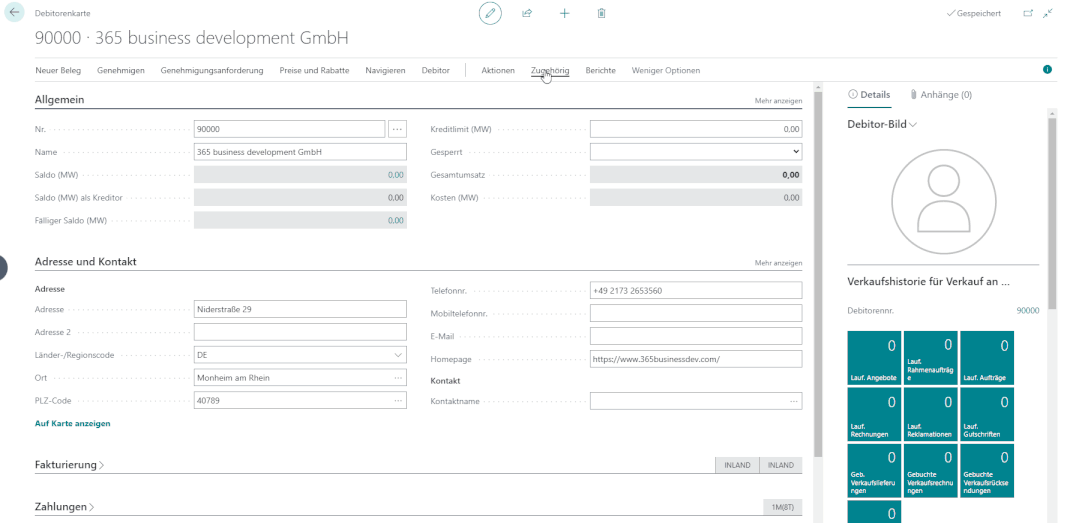 Debitorenkarte
Gespeichert
90000 · 365 business development GmbH
Neuer Beleg Genehmigen Genehmigungsanforderung Preise und Rabatte Navigieren Debitor Aktionen Zugehörig Berichte Weniger Optionen
Allgemein
Mehr anzeigen
Nr. 90000
Name 365 business development GmbH
Saldo (MW) 0,00
Saldo (MW) als Kreditor 0,00
Fälliger Saldo (MW) 0,00
Kreditlimit (MW) 0,00
Gesperrt
Gesamtumsatz 0,00
Kosten (MW) 0,00
Adresse und Kontakt
Mehr anzeigen
Adresse
Adresse Niderstraße 29
Adresse 2
Länder-/Regionscode DE
Ort Monheim am Rhein
PLZ-Code 40789
Auf Karte anzeigen
Telefonnr. +49 2173 2653560
Mobiltelefonnr.
E-Mail
Homepage https://www.365businessdev.com/
Kontakt
Kontaktname
Fakturierung
INLAND INLAND
Zahlungen
1M(8T)
Details Anhänge (0)
Debitor-Bild
Verkaufshistorie für Verkauf an ...
Debitorennr. 90000
0
Lauf. Angebote
0
Lauf.
Rahmenaufträg
e
0
Lauf. Aufträge
0
Lauf.
Rechnungen
0
Lauf.
Reklamationen
0
Lauf.
Gutschriften
0
Geb.
Verkaufslieferu
ngen
0
Gebuchte
Verkaufsrechnu
ngen
0
Gebuchte
Verkaufsrückse
ndungen
0